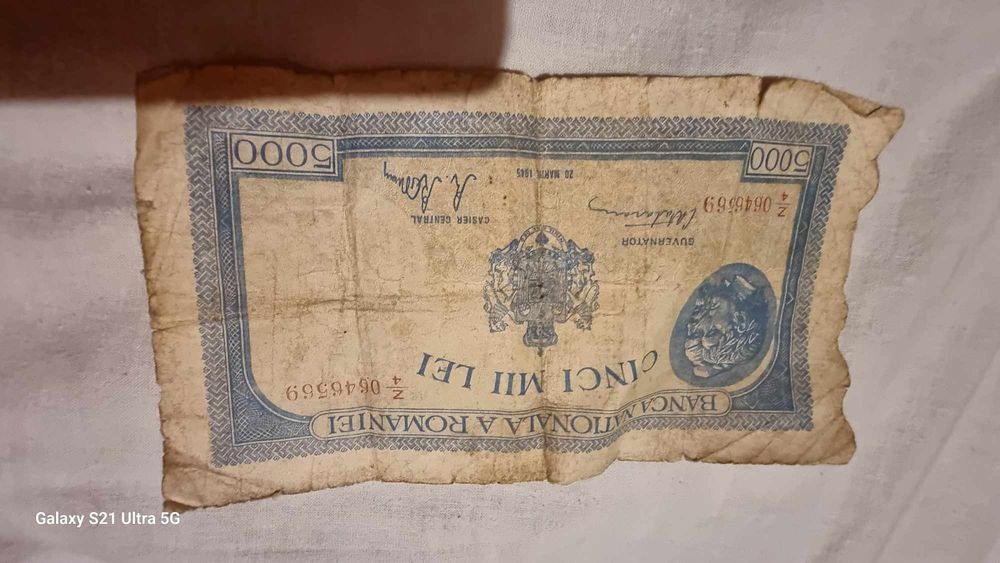 BANCA NATIONALA A ROMANIEI
Z/4 0646569
CINCI MII LEI
GUVERNATOR
CASIER CENTRAL
Z/4 0646569
20 MARTIE 1945
5000
5000
Galaxy S21 Ultra 5G